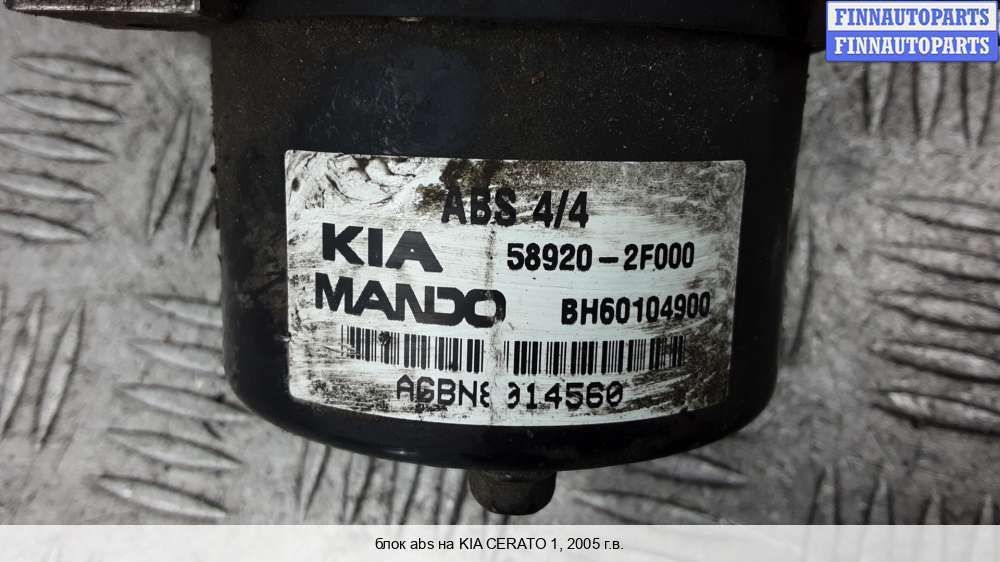 FINNAUTOPARTS
FINNAUTOPARTS
ABS 4/4
KIA 58920-2F000
MANDO BH60104900
блок abs на KIA CERATO 1, 2005 г.в.